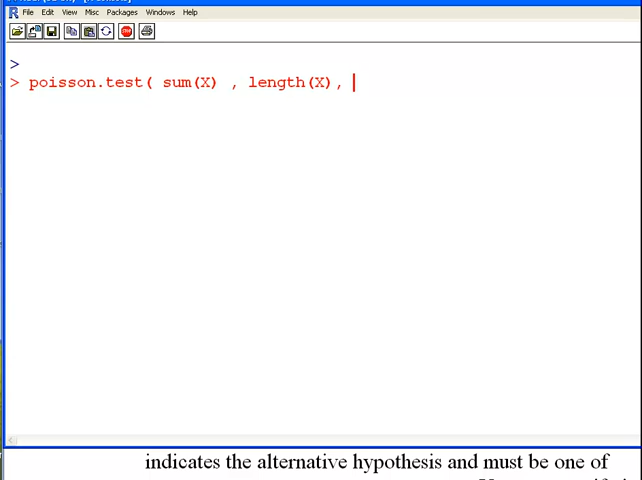 File Edit View Misc Packages Windows Help
>
> poisson.test( sum(X) , length(X),
indicates the alternative hypothesis and must be one of